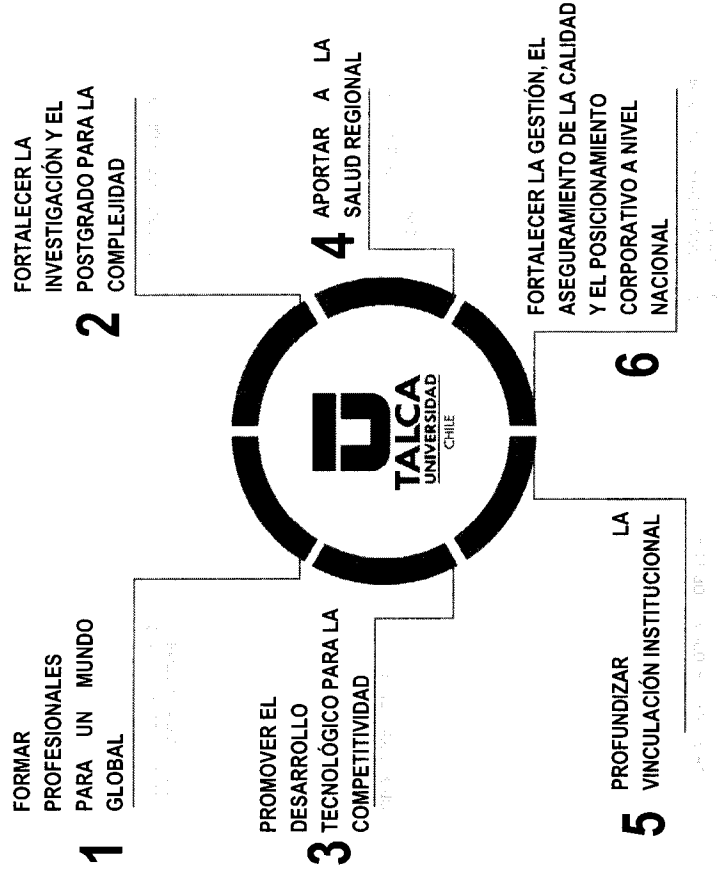 1
FORMAR
PROFESIONALES
PARA UN MUNDO
GLOBAL
2
FORTALECER LA
INVESTIGACIÓN Y EL
POSTGRADO PARA LA
COMPLEJIDAD
3
PROMOVER EL
DESARROLLO
TECNOLÓGICO PARA LA
COMPETITIVIDAD
4
APORTAR A LA
SALUD REGIONAL
TALCA
UNIVERSIDAD
CHILE
5
PROFUNDIZAR LA
VINCULACIÓN INSTITUCIONAL
6
FORTALECER LA GESTIÓN, EL
ASEGURAMIENTO DE LA CALIDAD
Y EL POSICIONAMIENTO
CORPORATIVO A NIVEL
NACIONAL